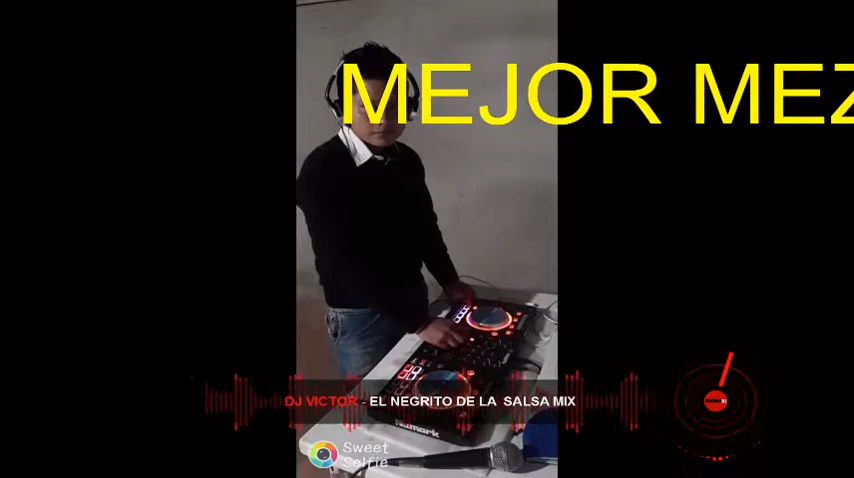 MEJOR MEZ
DJ VICTOR - EL NEGRITO DE LA SALSA MIX
Numark
Sweet
Selfie